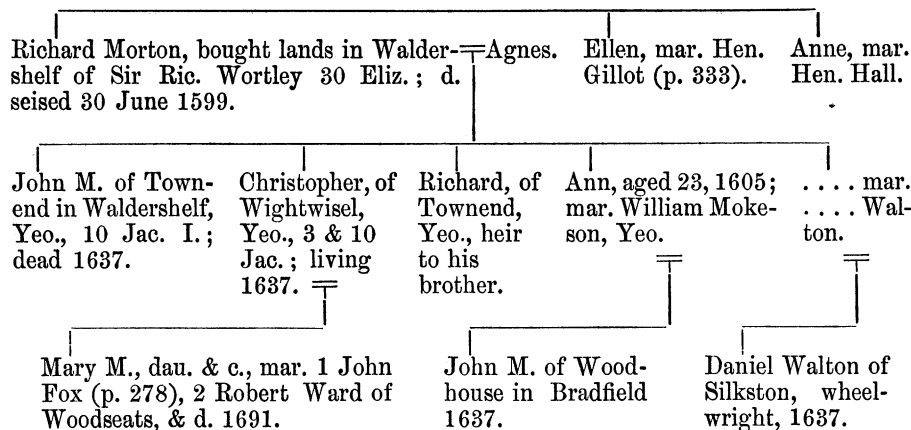 Richard Morton, bought lands in Walder-
shelf of Sir Ric. Wortley 30 Eliz. ; d.
seised 30 June 1599.
Agnes.
Ellen, mar. Hen.
Gillot (p. 333).
Anne, mar.
Hen. Hall.
John M. of Town-
end in Waldershelf,
Yeo., 10 Jac. I. ;
dead 1637.
Christopher, of
Wightwisel,
Yeo., 3 & 10
Jac. ; living
1637.
Richard, of
Townend,
Yeo., heir
to his
brother.
Ann, aged 23, 1605;
mar. William Moke-
son, Yeo.
. . . . mar.
. . . . Wal-
ton.
Mary M., dau. & c., mar. 1 John
Fox (p. 278), 2 Robert Ward of
Woodseats, & d. 1691.
John M. of Wood-
house in Bradfield
1637.
Daniel Walton of
Silkston, wheel-
wright, 1637.